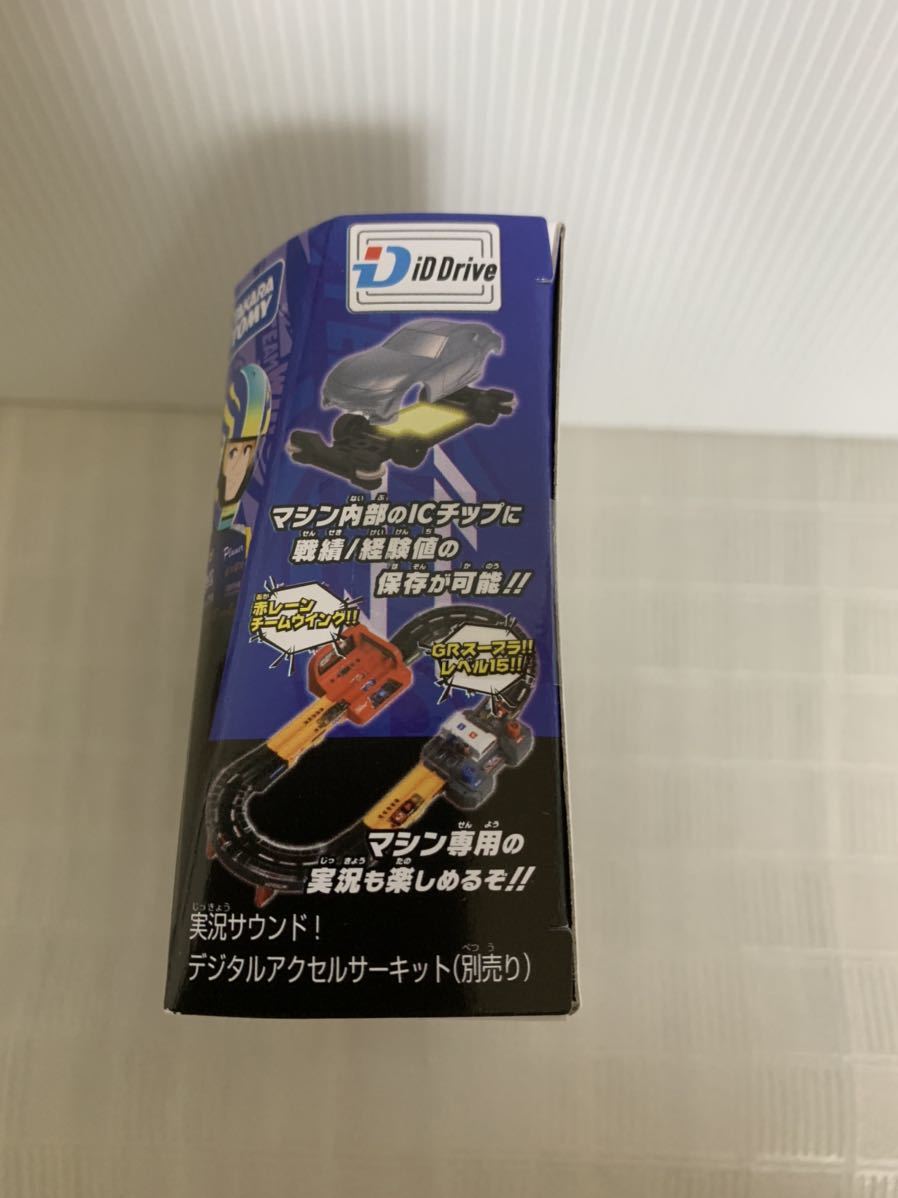 iD Drive
TAKARA
TOMY
マシン内部のICチップに
戦績/経験値の
保存が可能!!
赤レーン
チームウイング!!
GRスープラ!!
レベル15!!
マシン専用の
実況も楽しめるぞ!!
実況サウンド!
デジタルアクセルサーキット(別売り)